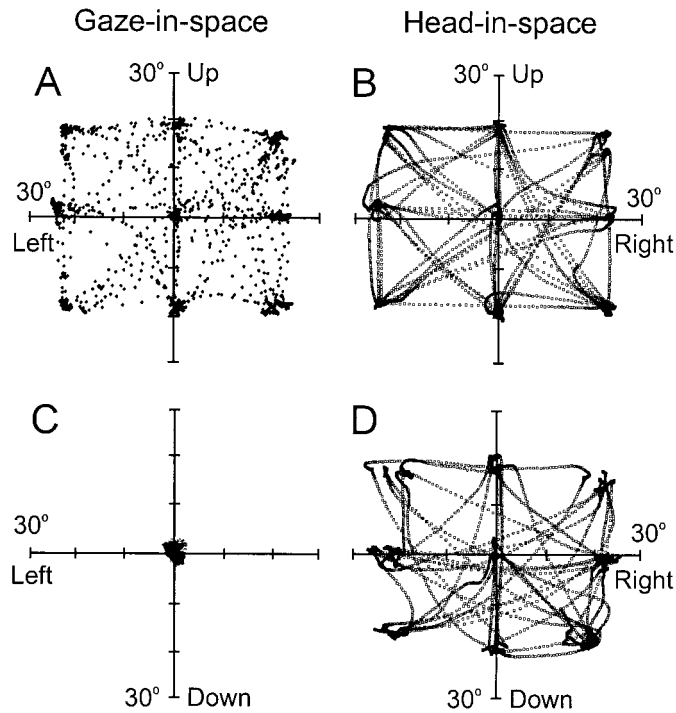 Gaze-in-space Head-in-space
A 30° Up B 30° Up
30° 30°
Left Right
C D
30° 30°
Left Right
30° Down 30° Down